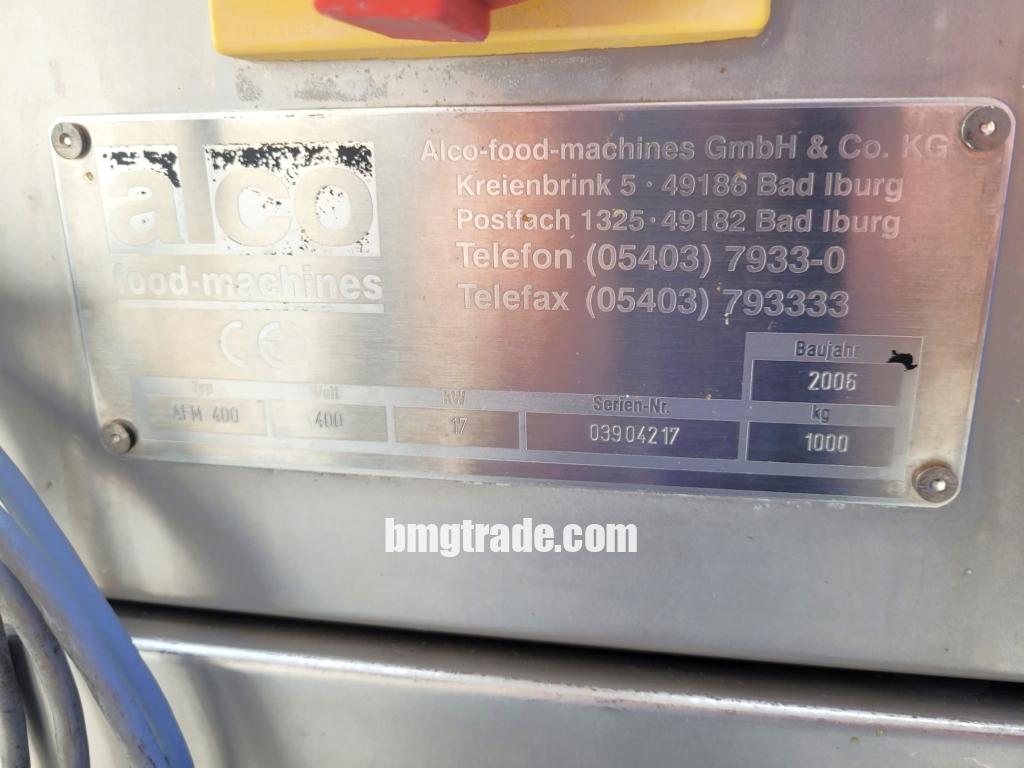 alco
food-machines
CE
Alco-food-machines GmbH & Co. KG
Kreienbrink 5 · 49186 Bad Iburg
Postfach 1325 · 49182 Bad Iburg
Telefon (05403) 7933-0
Telefax (05403) 793333
Baujahr
2006
Typ Volt KW Serien-Nr. kg
AFM 400 400 17 03904217 1000
bmgtrade.com